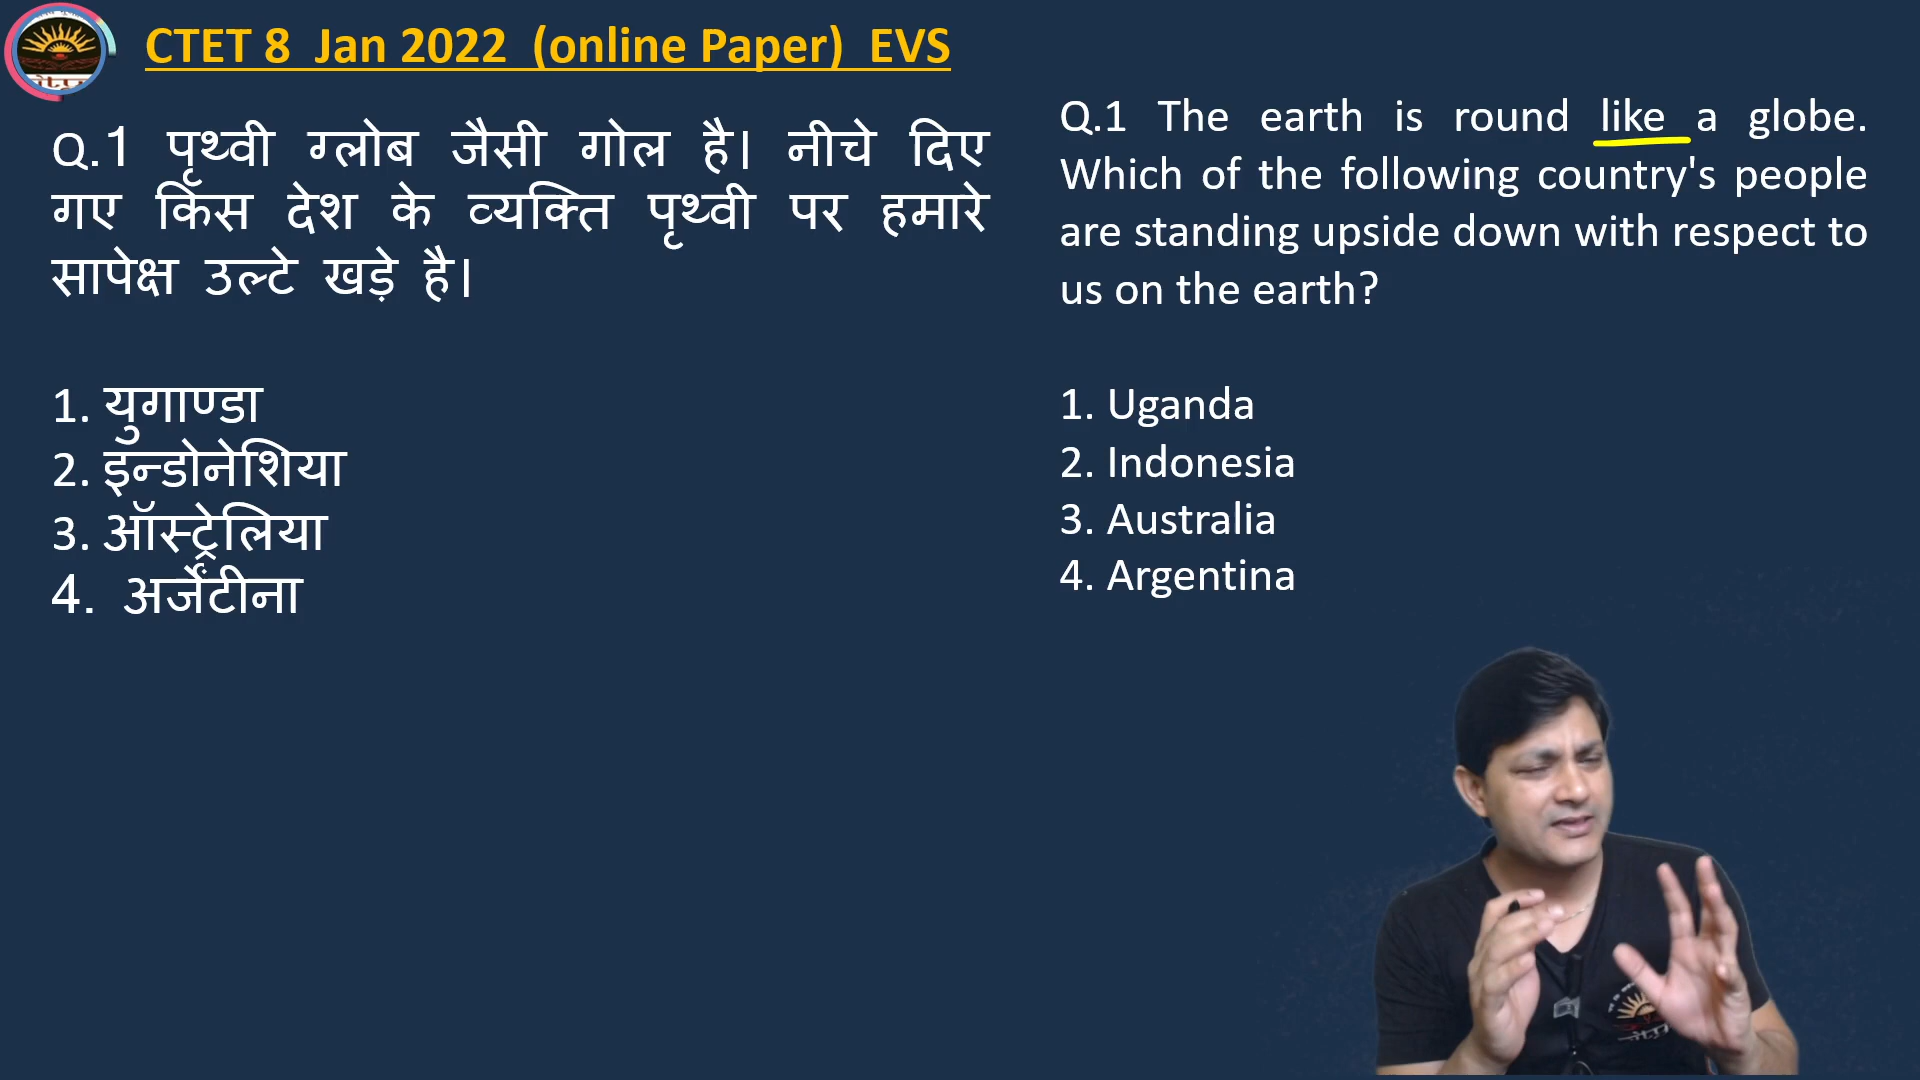 CTET 8 Jan 2022 (online Paper) EVS
Q.1 पृथ्वी ग्लोब जैसी गोल है। नीचे दिए
गए किस देश के व्यक्ति पृथ्वी पर हमारे
सापेक्ष उल्टे खड़े है।
1. युगाण्डा
2. इन्डोनेशिया
3. ऑस्ट्रेलिया
4. अर्जेंटीना
Q.1 The earth is round like a globe.
Which of the following country's people
are standing upside down with respect to
us on the earth?
1. Uganda
2. Indonesia
3. Australia
4. Argentina